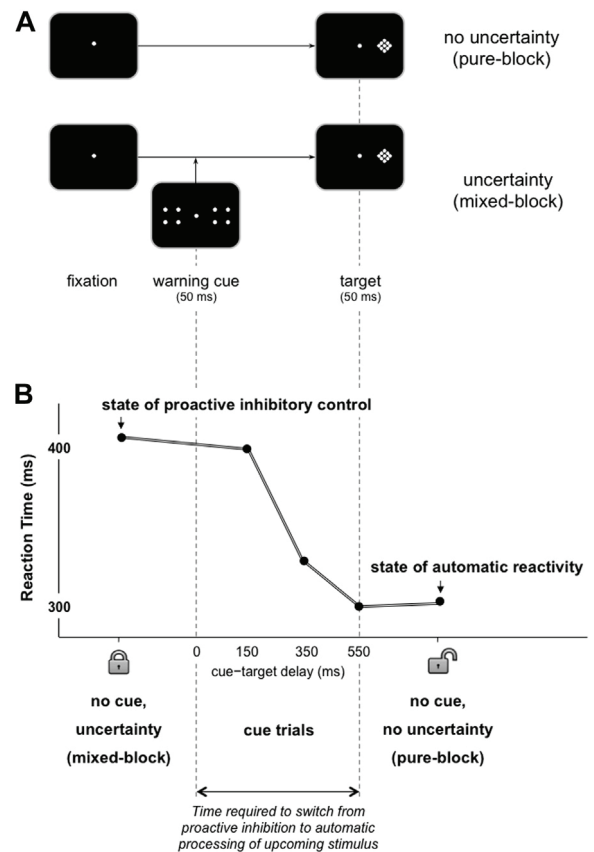 A
no uncertainty
(pure-block)
uncertainty
(mixed-block)
fixation
warning cue
(50 ms)
target
(50 ms)
B
state of proactive inhibitory control
400
Reaction Time (ms)
state of automatic reactivity
300
0 150 350 550
cue-target delay (ms)
no cue,
uncertainty
(mixed-block)
cue trials
no cue,
no uncertainty
(pure-block)
Time required to switch from
proactive inhibition to automatic
processing of upcoming stimulus